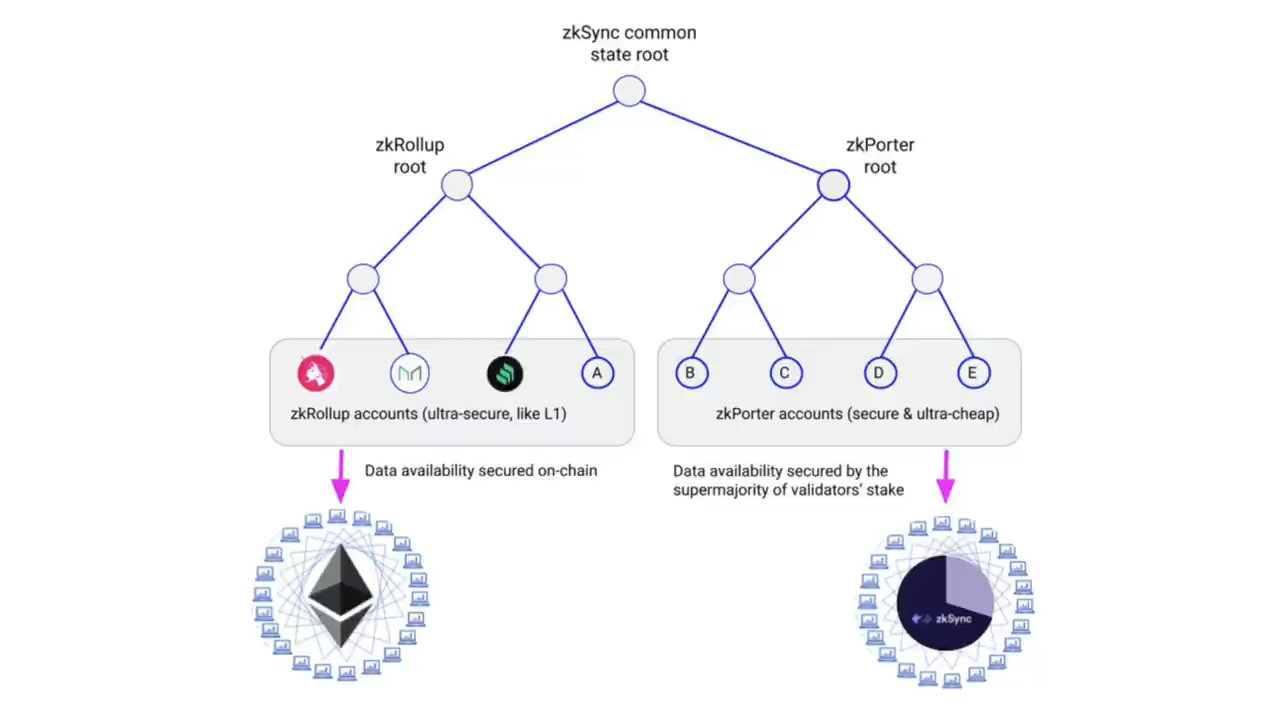 zkSync common
state root
zkRollup
root
zkPorter
root
A
B
C
D
E
zkRollup accounts (ultra-secure, like L1)
zkPorter accounts (secure & ultra-cheap)
Data availability secured on-chain
Data availability secured by the
supermajority of validators’ stake
zkSync